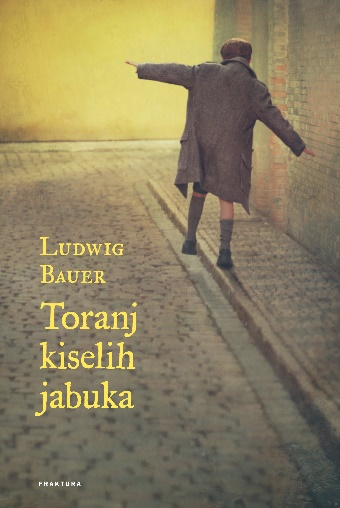 Ludwig
Bauer
Toranj
kiselih
jabuka
FRAKTURA